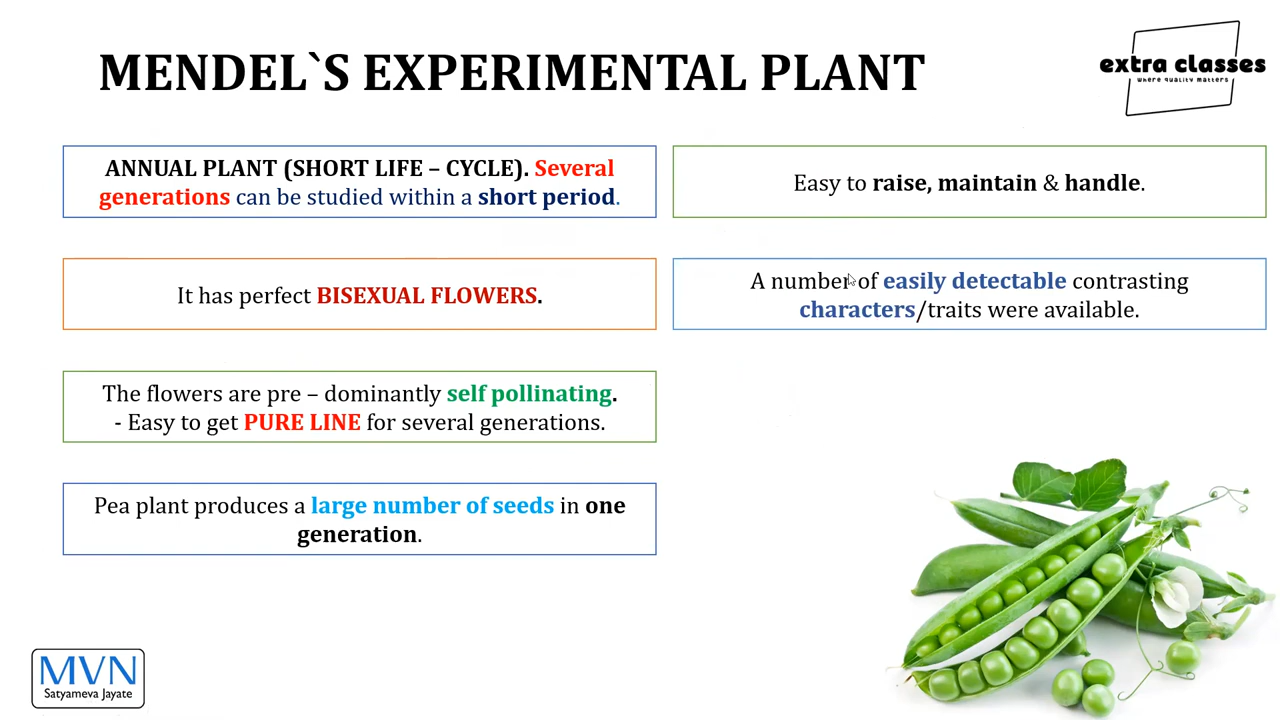 MENDEL`S EXPERIMENTAL PLANT
extra classes
where quality matters
ANNUAL PLANT (SHORT LIFE – CYCLE). Several
generations can be studied within a short period.
It has perfect BISEXUAL FLOWERS.
The flowers are pre – dominantly self pollinating.
- Easy to get PURE LINE for several generations.
Pea plant produces a large number of seeds in one
generation.
Easy to raise, maintain & handle.
A number of easily detectable contrasting
characters/traits were available.
MVN
Satyameva Jayate